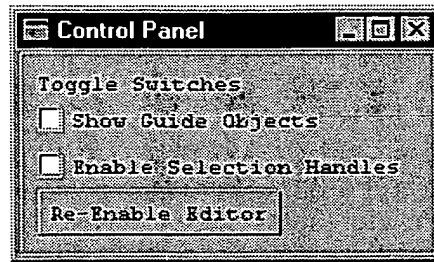 Control Panel
Toggle Switches
Show Guide Objects
Enable Selection Handles
Re-Enable Editor